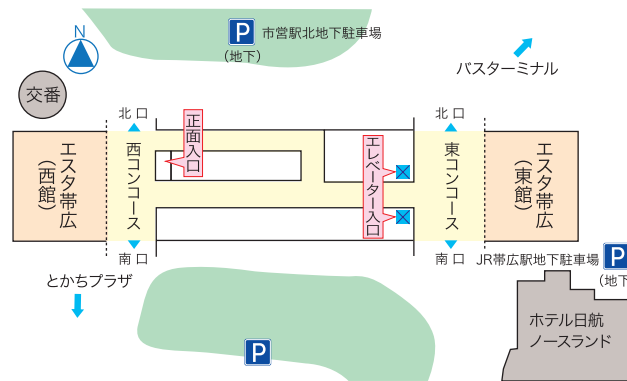 N
P 市営駅北地下駐車場
(地下)
バスターミナル
交番
北口
北口
エスタ帯広
(西館)
西コンコース
正面入口
エレベーター入口
東コンコース
エスタ帯広
(東館)
南口
南口
とかちプラザ
JR帯広駅地下駐車場 P
(地下
ホテル日航
ノースランド
P